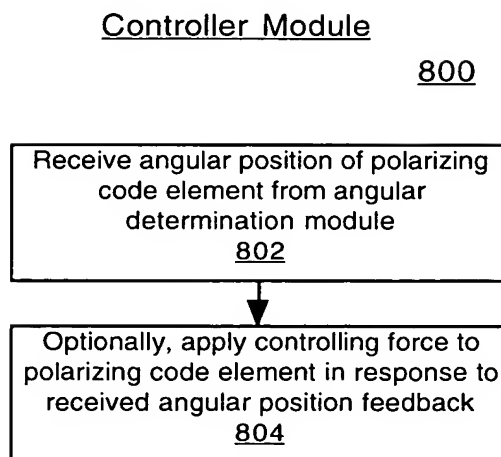 Controller Module
800
Receive angular position of polarizing
code element from angular
determination module
802
Optionally, apply controlling force to
polarizing code element in response to
received angular position feedback
804